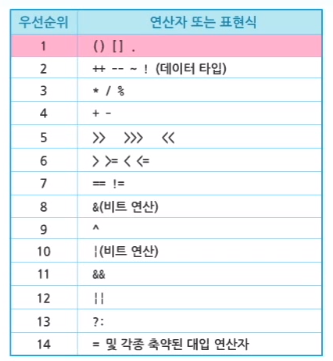 우선순위 연산자 또는 표현식
1 () [] .
2 ++ -- ~ ! (데이터 타입)
3 * / %
4 + -
5 >> >>> <<
6 > >= < <=
7 == !=
8 &(비트 연산)
9 ^
10 |(비트 연산)
11 &&
12 ||
13 ?:
14 = 및 각종 축약된 대입 연산자